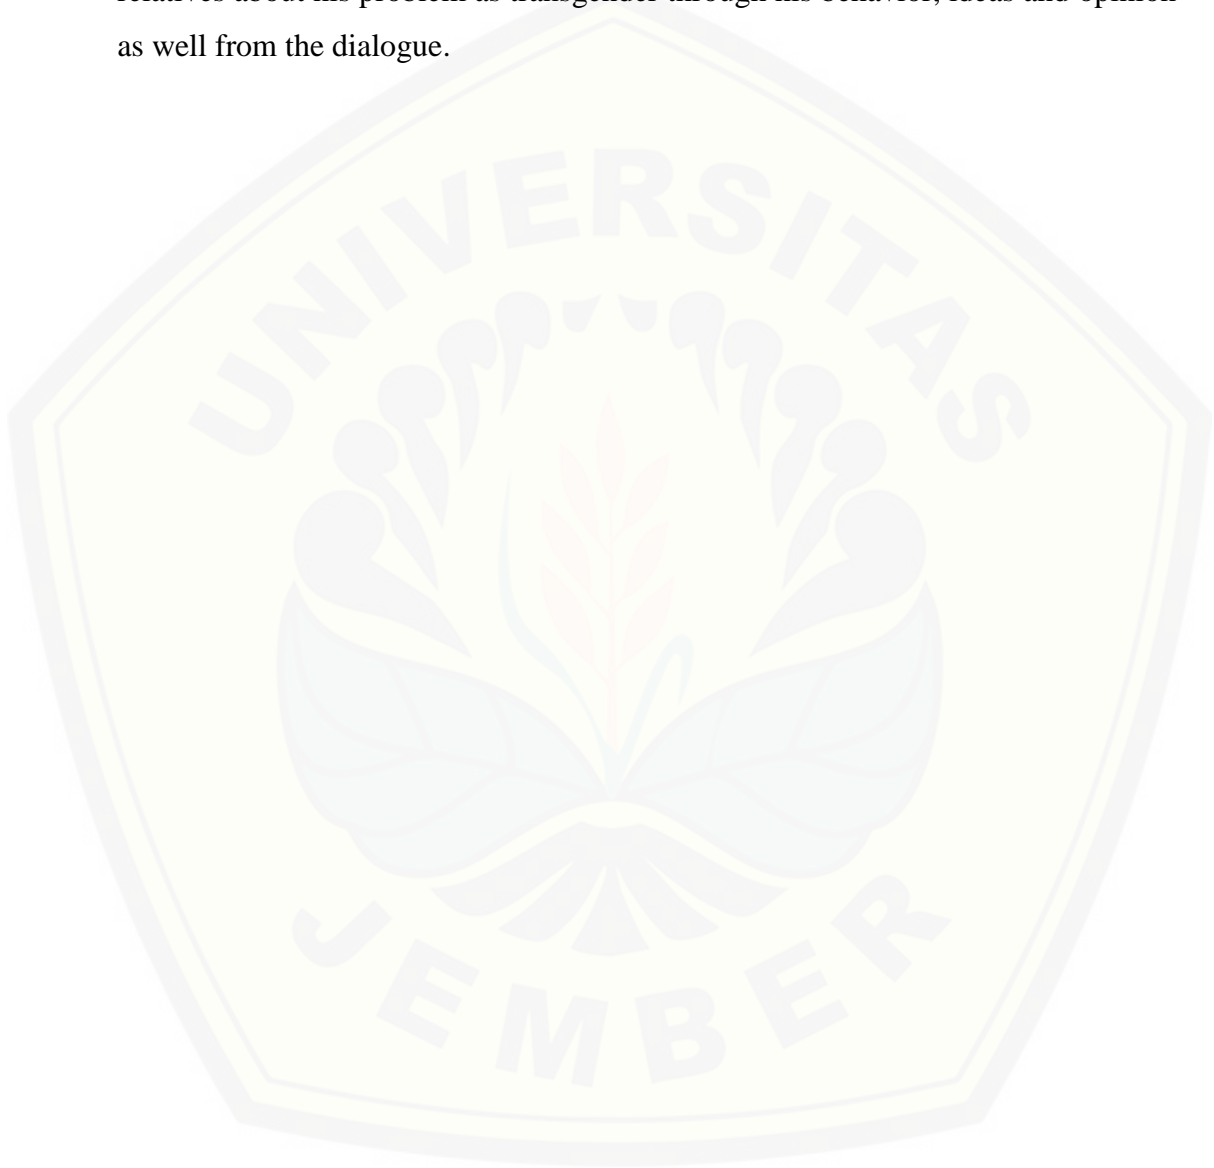 relatives about his problem as transgender through his behavior, ideas and opinion
as well from the dialogue.
UNIVERSITAS
JEMBER